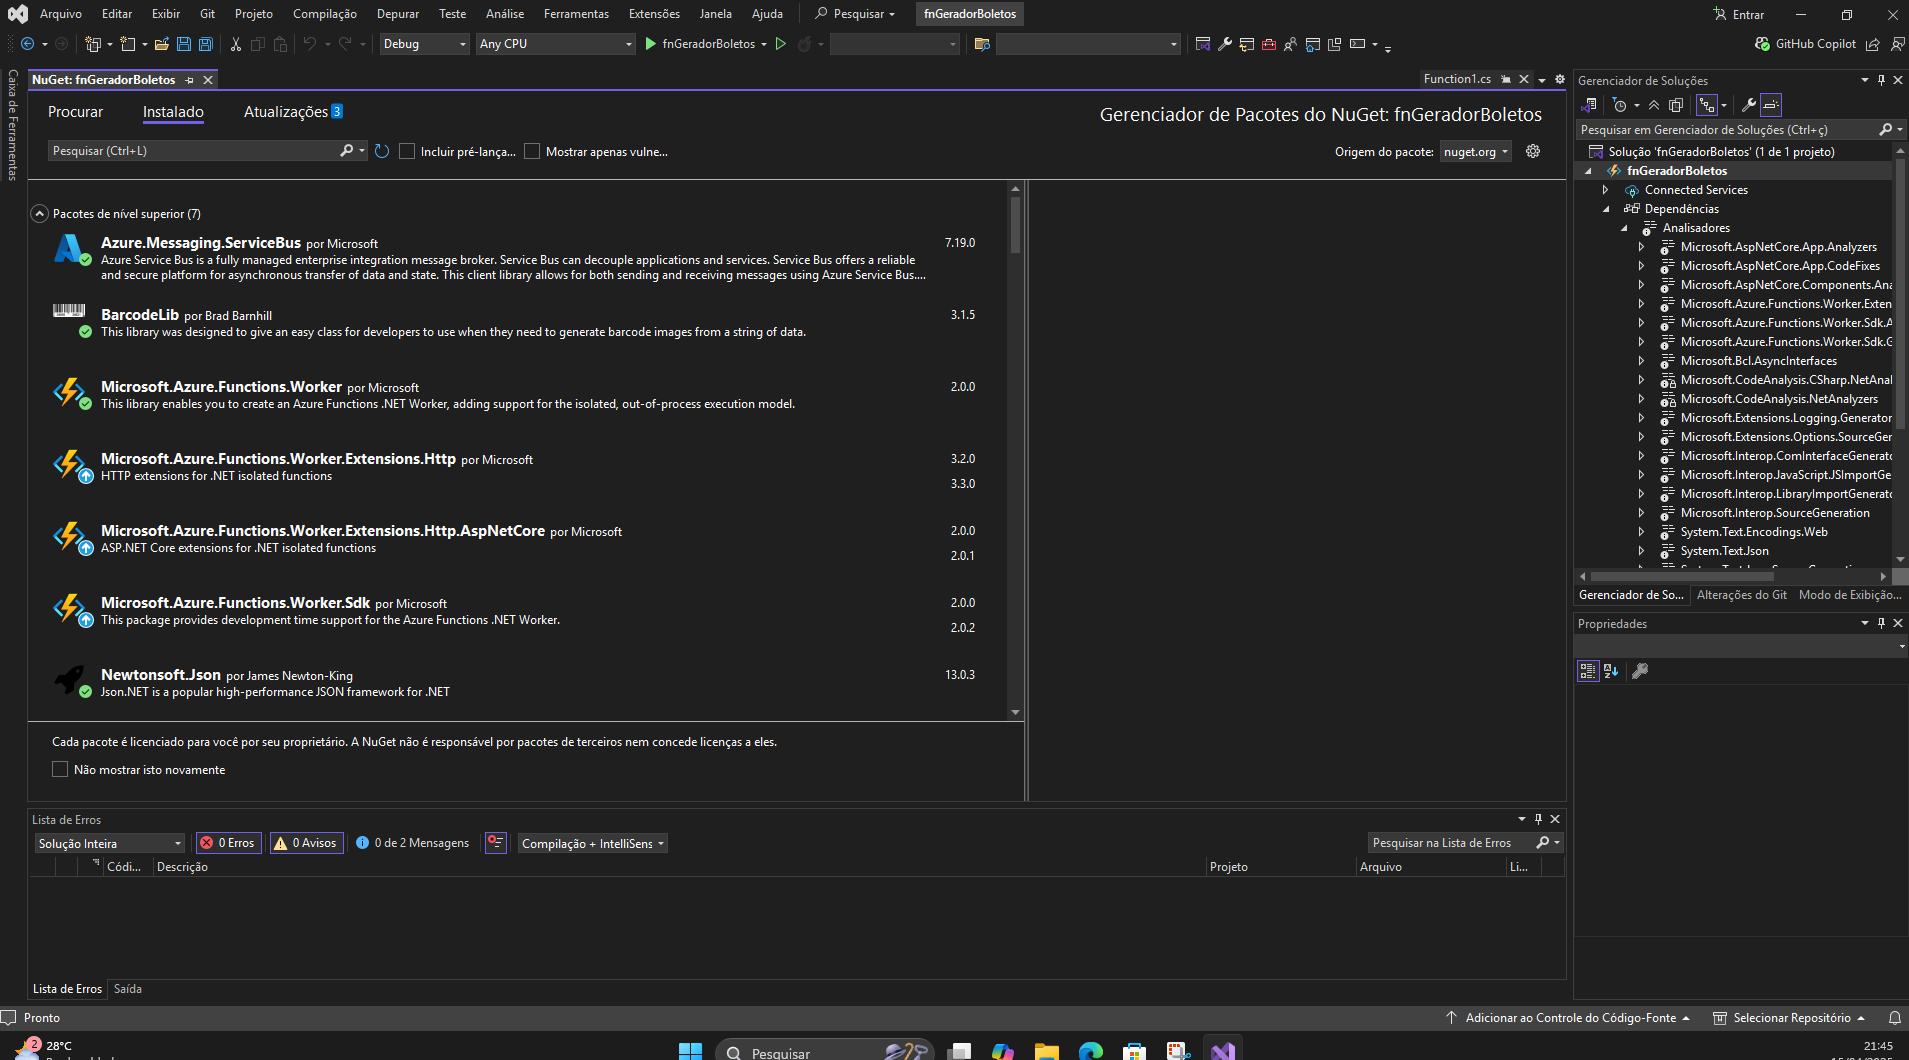 Arquivo Editar Exibir Git Projeto Compilação Depurar Teste Análise Ferramentas Extensões Janela Ajuda Pesquisar fnGeradorBoletos Entrar
Debug Any CPU fnGeradorBoletos GitHub Copilot
Caixa de Ferramentas
NuGet: fnGeradorBoletos Function1.cs
Procurar Instalado Atualizações 3
Gerenciador de Pacotes do NuGet: fnGeradorBoletos
Pesquisar (Ctrl+L) Incluir pré-lança... Mostrar apenas vulne... Origem do pacote: nuget.org
Pacotes de nível superior (7)
Azure.Messaging.ServiceBus por Microsoft 7.19.0
Azure Service Bus is a fully managed enterprise integration message broker. Service Bus can decouple applications and services. Service Bus offers a reliable
and secure platform for asynchronous transfer of data and state. This client library allows for both sending and receiving messages using Azure Service Bus....
BarcodeLib por Brad Barnhill 3.1.5
This library was designed to give an easy class for developers to use when they need to generate barcode images from a string of data.
Microsoft.Azure.Functions.Worker por Microsoft 2.0.0
This library enables you to create an Azure Functions .NET Worker, adding support for the isolated, out-of-process execution model.
Microsoft.Azure.Functions.Worker.Extensions.Http por Microsoft 3.2.0
HTTP extensions for .NET isolated functions
3.3.0
Microsoft.Azure.Functions.Worker.Extensions.Http.AspNetCore por Microsoft 2.0.0
ASP.NET Core extensions for .NET isolated functions
2.0.1
Microsoft.Azure.Functions.Worker.Sdk por Microsoft 2.0.0
This package provides development time support for the Azure Functions .NET Worker.
2.0.2
Newtonsoft.Json por James Newton-King 13.0.3
Json.NET is a popular high-performance JSON framework for .NET
Cada pacote é licenciado para você por seu proprietário. A NuGet não é responsável por pacotes de terceiros nem concede licenças a eles.
Não mostrar isto novamente
Lista de Erros
Solução Inteira 0 Erros 0 Avisos 0 de 2 Mensagens Compilação + IntelliSens Pesquisar na Lista de Erros
Códi... Descrição Projeto Arquivo Li...
Lista de Erros Saída
Gerenciador de Soluções
Pesquisar em Gerenciador de Soluções (Ctrl+ç)
Solução 'fnGeradorBoletos' (1 de 1 projeto)
fnGeradorBoletos
Connected Services
Dependências
Analisadores
Microsoft.AspNetCore.App.Analyzers
Microsoft.AspNetCore.App.CodeFixes
Microsoft.AspNetCore.Components.Ana
Microsoft.Azure.Functions.Worker.Exten
Microsoft.Azure.Functions.Worker.Sdk.A
Microsoft.Azure.Functions.Worker.Sdk.G
Microsoft.Bcl.AsyncInterfaces
Microsoft.CodeAnalysis.CSharp.NetAnal
Microsoft.CodeAnalysis.NetAnalyzers
Microsoft.Extensions.Logging.Generator
Microsoft.Extensions.Options.SourceGer
Microsoft.Interop.ComInterfaceGenerato
Microsoft.Interop.JavaScript.JSImportGe
Microsoft.Interop.LibraryImportGenerato
Microsoft.Interop.SourceGeneration
System.Text.Encodings.Web
System.Text.Json
Gerenciador de So... Alterações do Git Modo de Exibição...
Propriedades
Pronto Adicionar ao Controle do Código-Fonte Selecionar Repositório
2 28°C Pesquisar 21:45